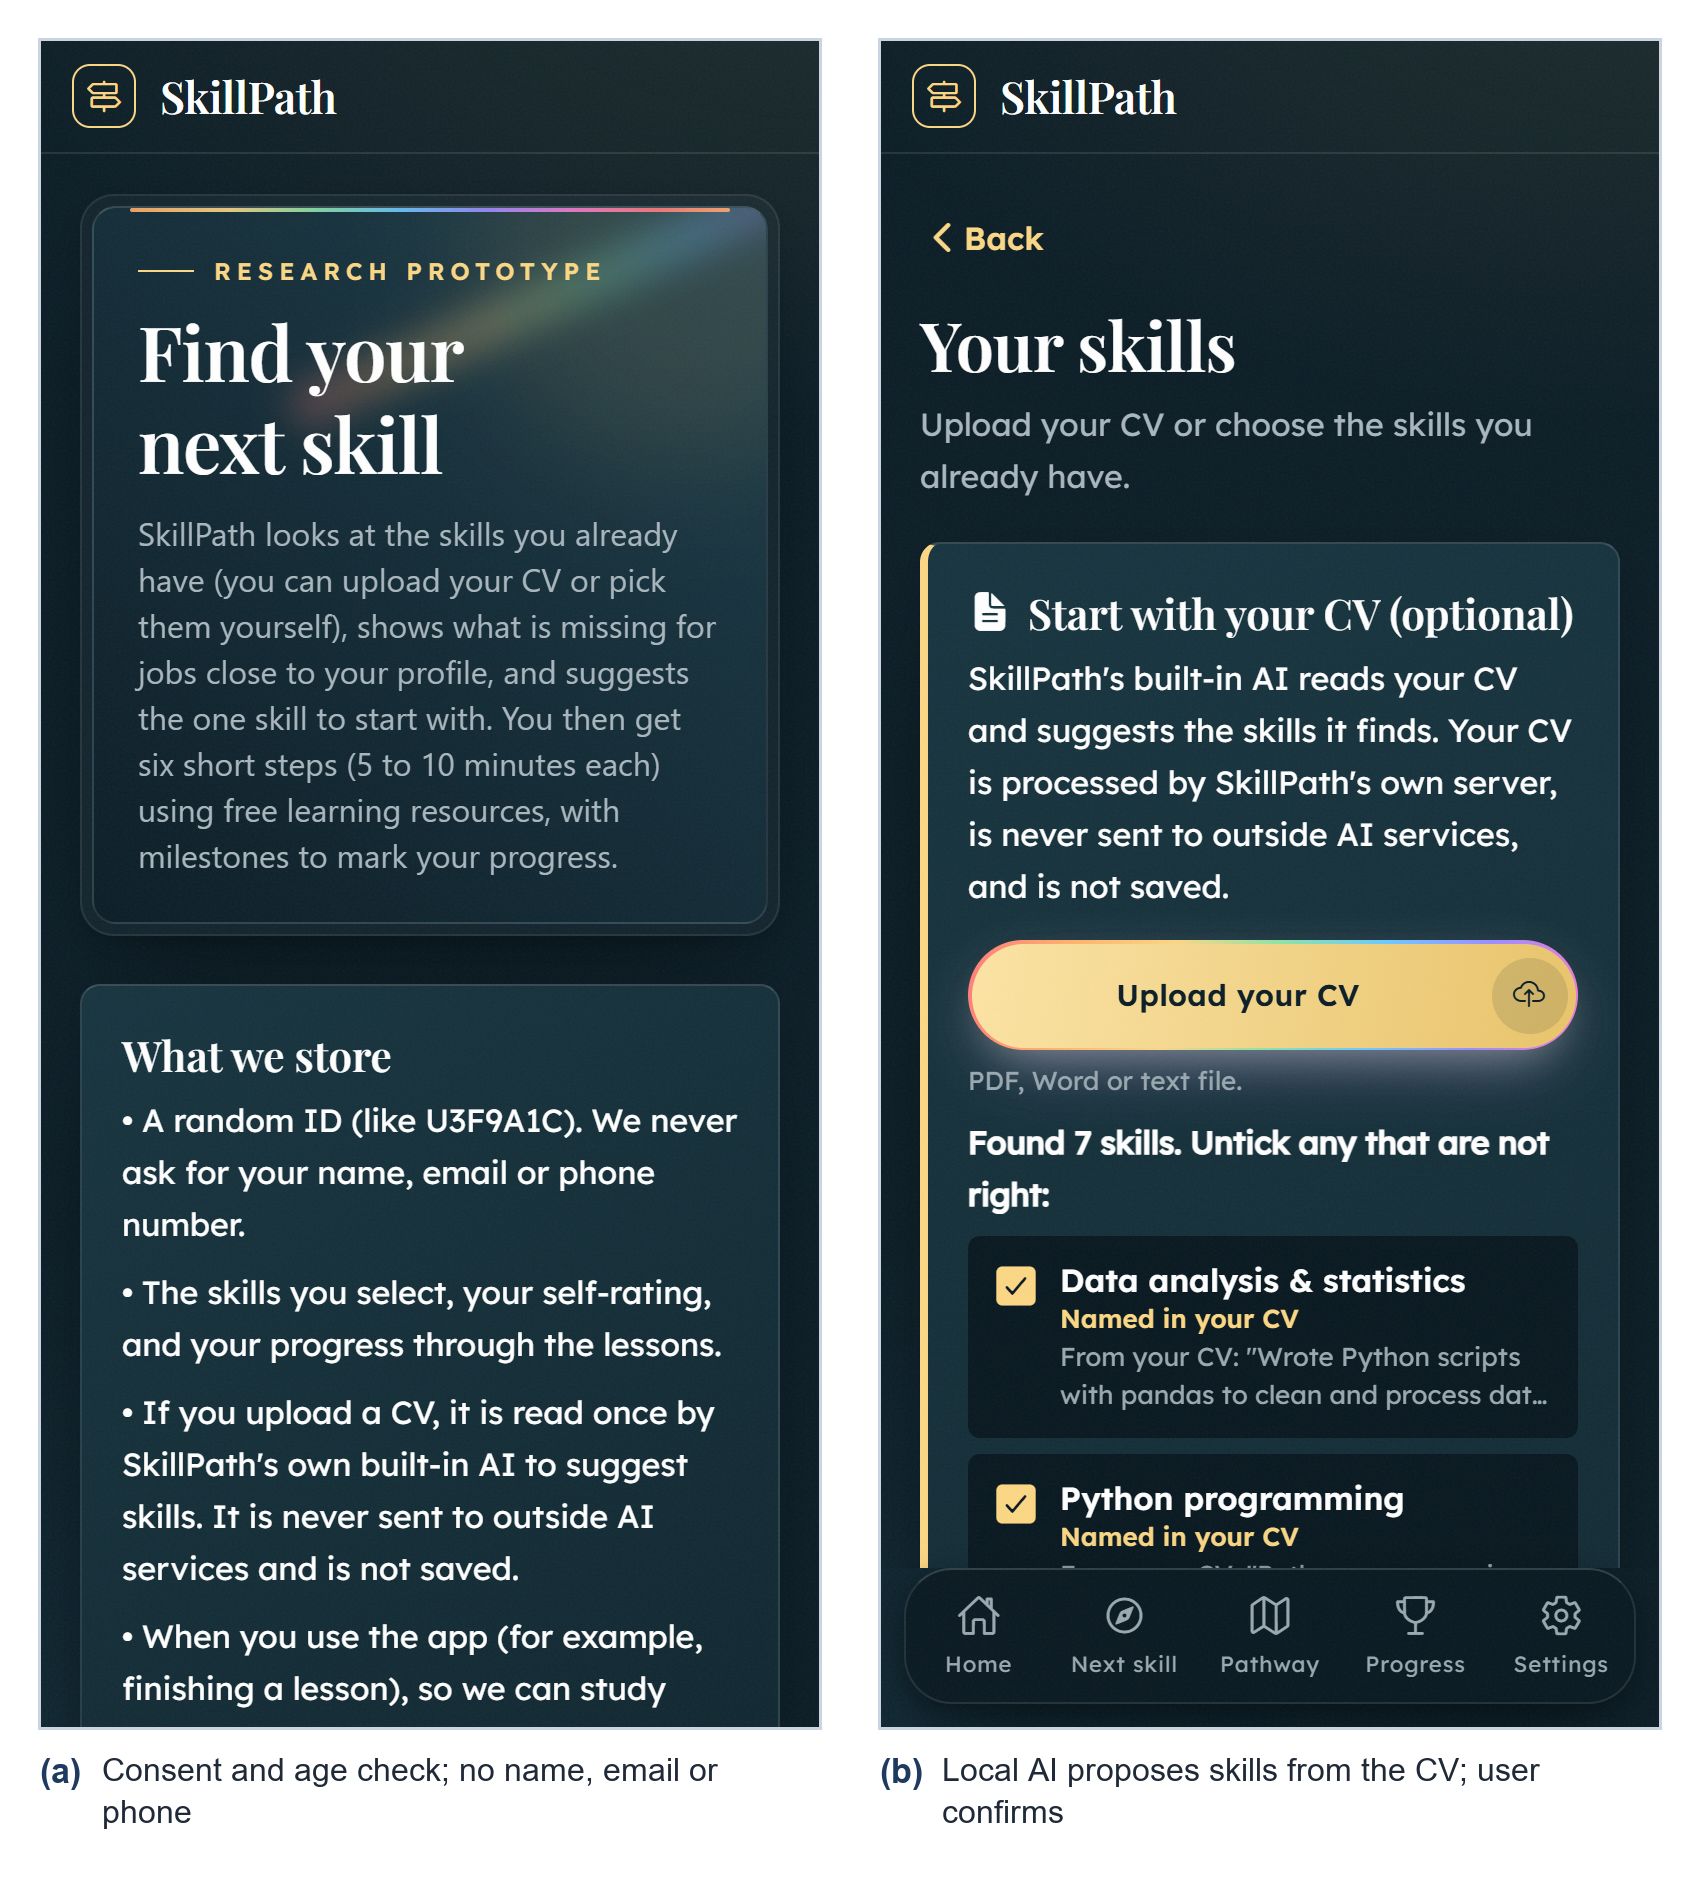 SkillPath
RESEARCH PROTOTYPE
Find your
next skill
SkillPath looks at the skills you already
have (you can upload your CV or pick
them yourself), shows what is missing for
jobs close to your profile, and suggests
the one skill to start with. You then get
six short steps (5 to 10 minutes each)
using free learning resources, with
milestones to mark your progress.
What we store
• A random ID (like U3F9A1C). We never
ask for your name, email or phone
number.
• The skills you select, your self-rating,
and your progress through the lessons.
• If you upload a CV, it is read once by
SkillPath's own built-in AI to suggest
skills. It is never sent to outside AI
services and is not saved.
• When you use the app (for example,
finishing a lesson), so we can study
(a) Consent and age check; no name, email or
phone
SkillPath
Back
Your skills
Upload your CV or choose the skills you
already have.
Start with your CV (optional)
SkillPath's built-in AI reads your CV
and suggests the skills it finds. Your CV
is processed by SkillPath's own server,
is never sent to outside AI services,
and is not saved.
Upload your CV
PDF, Word or text file.
Found 7 skills. Untick any that are not
right:
Data analysis & statistics
Named in your CV
From your CV: "Wrote Python scripts
with pandas to clean and process dat...
Python programming
Named in your CV
Home Next skill Pathway Progress Settings
(b) Local AI proposes skills from the CV; user
confirms